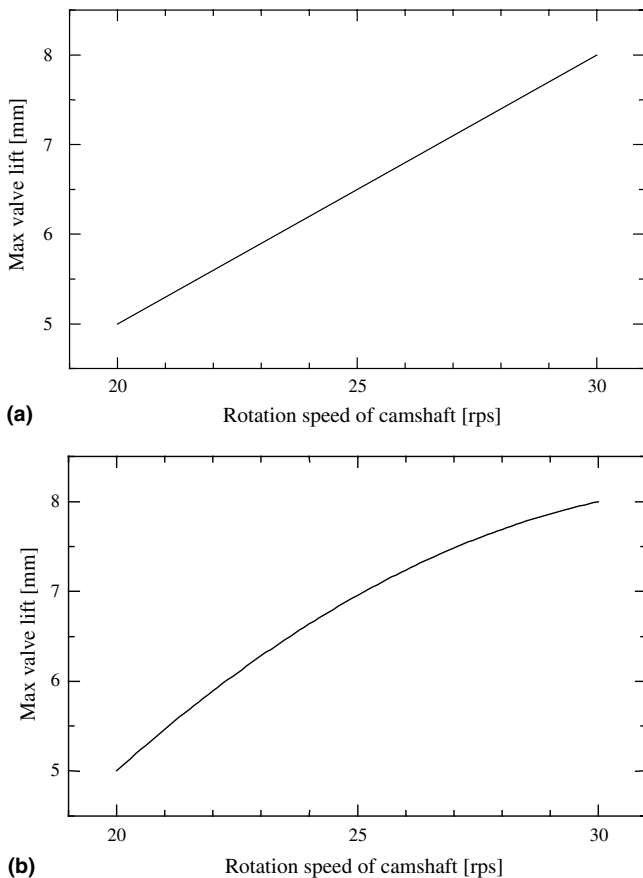 8
7
6
5
Max valve lift [mm]
20 25 30
Rotation speed of camshaft [rps]
(a)
8
7
6
5
Max valve lift [mm]
20 25 30
Rotation speed of camshaft [rps]
(b)